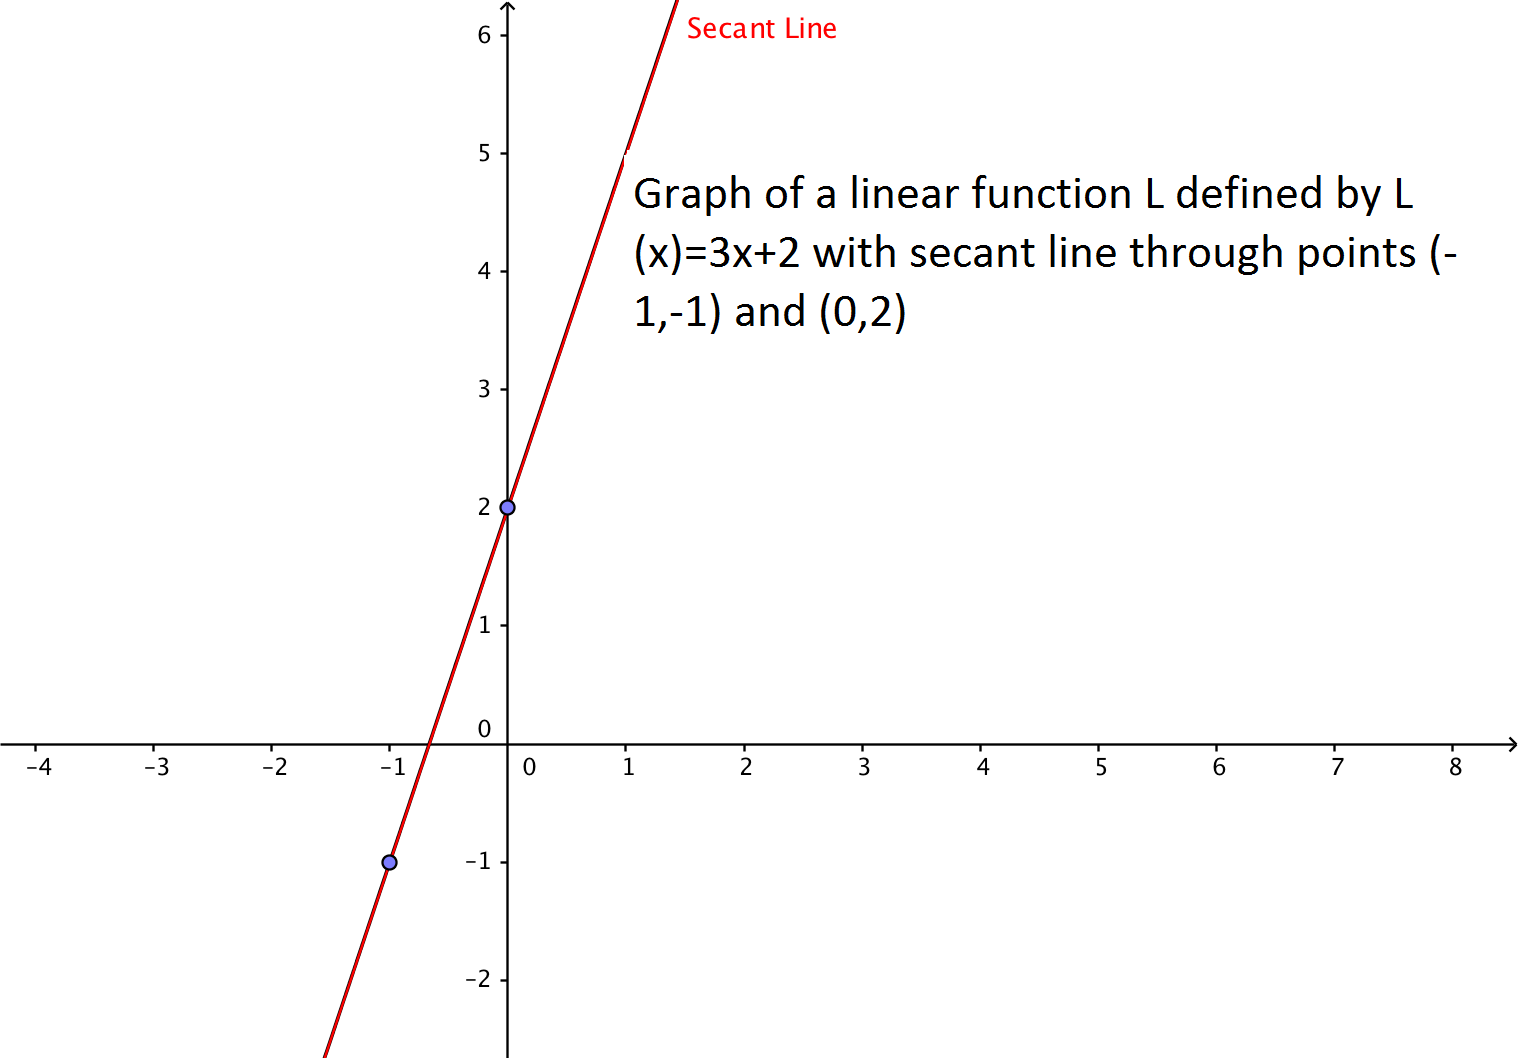 6
Secant Line
5
Graph of a linear function L defined by L
(x)=3x+2 with secant line through points (-
1,-1) and (0,2)
4
3
2
1
0
-4 -3 -2 -1 0 1 2 3 4 5 6 7 8
-1
-2